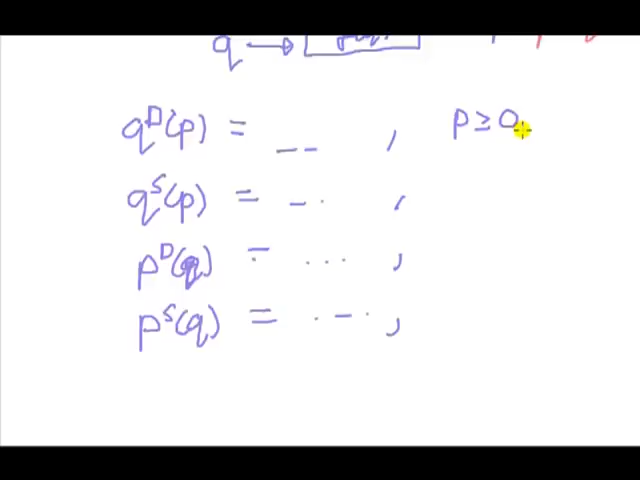 q →
q^D(p) = _ _ , p ≥ 0
q^S(p) = - · ,
p^D(q) = ... ,
p^S(q) = · - · ,